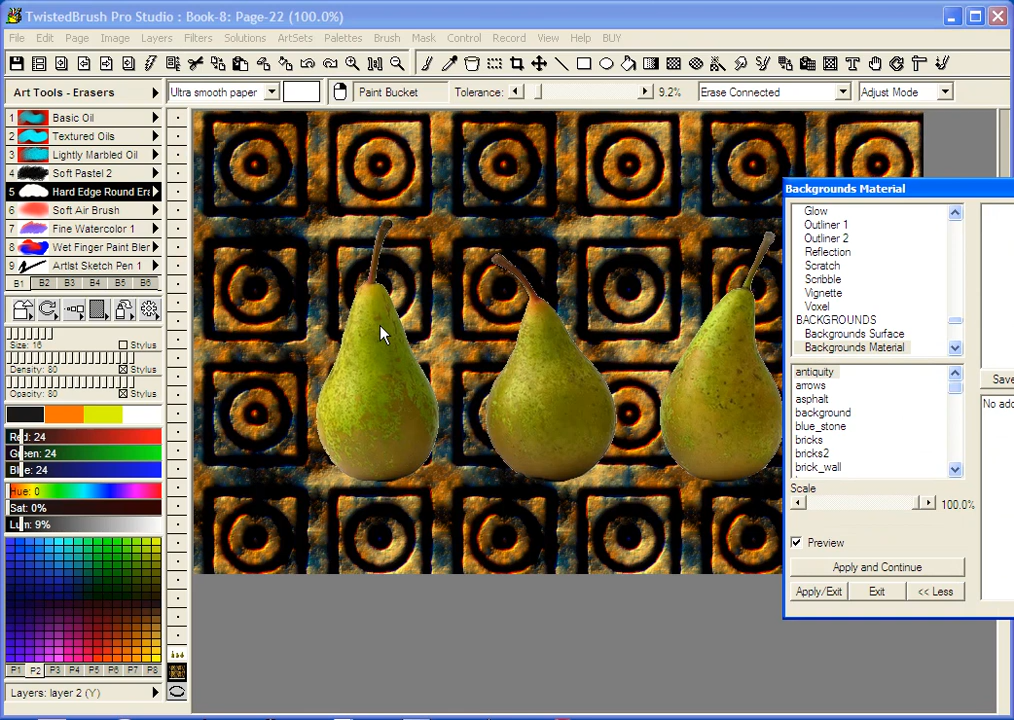 TwistedBrush Pro Studio : Book-8: Page-22 (100.0%)
File Edit Page Image Layers Filters Solutions ArtSets Palettes Brush Mask Control Record View Help BUY
Art Tools - Erasers
Ultra smooth paper
Paint Bucket
Tolerance:
9.2%
Erase Connected
Adjust Mode
1 Basic Oil
2 Textured Oils
3 Lightly Marbled Oil
4 Soft Pastel 2
5 Hard Edge Round Era
6 Soft Air Brush
7 Fine Watercolor 1
8 Wet Finger Paint Bler
9 Artist Sketch Pen 1
B1 B2 B3 B4 B5 B6
Size: 16
Stylus
Density: 80
Stylus
Opacity: 80
Stylus
Red: 24
Green: 24
Blue: 24
Hue: 0
Sat: 0%
Lum: 9%
P1 P2 P3 P4 P5 P6 P7 P8
Layers: layer 2 (Y)
Backgrounds Material
Glow
Outliner 1
Outliner 2
Reflection
Scratch
Scribble
Vignette
Voxel
BACKGROUNDS
Backgrounds Surface
Backgrounds Material
antiquity
arrows
asphalt
background
blue_stone
bricks
bricks2
brick_wall
Scale
100.0%
Preview
Apply and Continue
Apply/Exit
Exit
<< Less
Save
No add